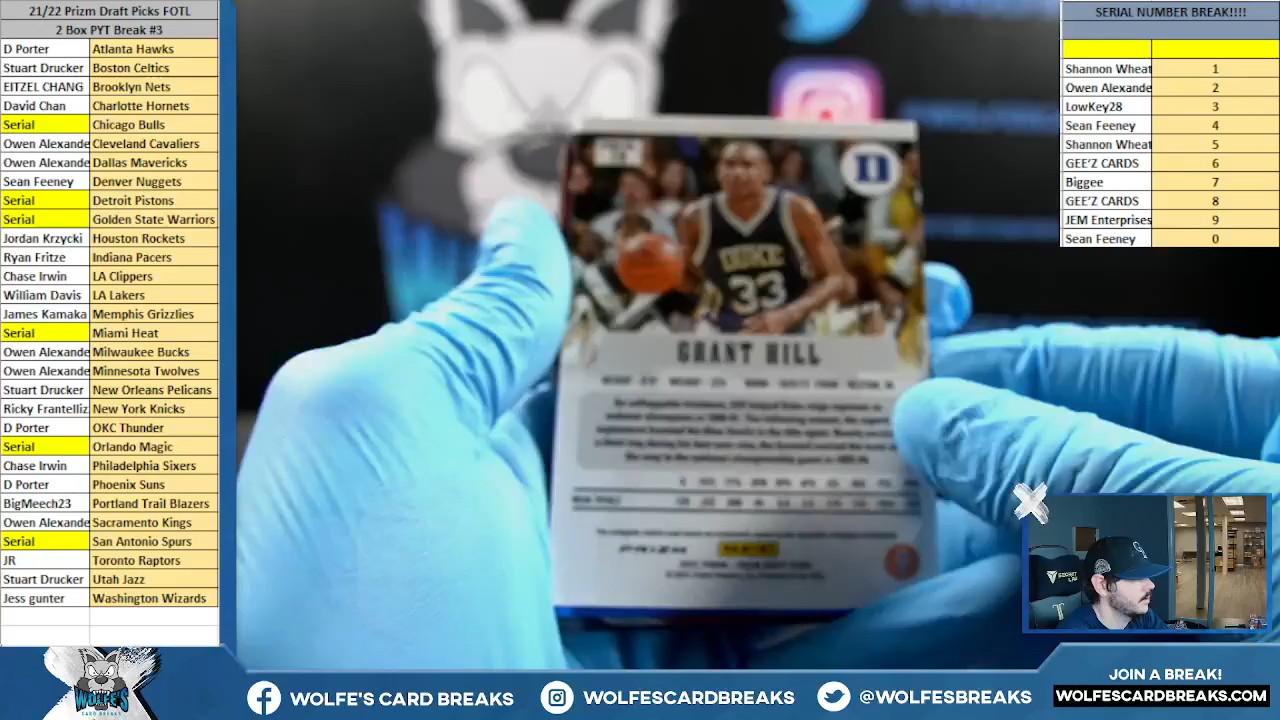 21/22 Prizm Draft Picks FOTL
2 Box PYT Break #3
D Porter Atlanta Hawks
Stuart Drucker Boston Celtics
EITZEL CHANG Brooklyn Nets
David Chan Charlotte Hornets
Serial Chicago Bulls
Owen Alexande Cleveland Cavaliers
Owen Alexande Dallas Mavericks
Sean Feeney Denver Nuggets
Serial Detroit Pistons
Serial Golden State Warriors
Jordan Krzycki Houston Rockets
Ryan Fritze Indiana Pacers
Chase Irwin LA Clippers
William Davis LA Lakers
James Kamaka Memphis Grizzlies
Serial Miami Heat
Owen Alexande Milwaukee Bucks
Owen Alexande Minnesota Twolves
Stuart Drucker New Orleans Pelicans
Ricky Frantelliz New York Knicks
D Porter OKC Thunder
Serial Orlando Magic
Chase Irwin Philadelphia Sixers
D Porter Phoenix Suns
BigMeech23 Portland Trail Blazers
Owen Alexande Sacramento Kings
Serial San Antonio Spurs
JR Toronto Raptors
Stuart Drucker Utah Jazz
Jess gunter Washington Wizards
SERIAL NUMBER BREAK!!!!
Shannon Wheat 1
Owen Alexande 2
LowKey28 3
Sean Feeney 4
Shannon Wheat 5
GEE'Z CARDS 6
Biggee 7
GEE'Z CARDS 8
JEM Enterprises 9
Sean Feeney 0
D
DUKE
33
GRANT HILL
PRIZM
PANINI
SECRET LAB
WOLFE'S
CARD BREAKS
WOLFE'S CARD BREAKS
WOLFESCARDBREAKS
@WOLFESBREAKS
JOIN A BREAK!
WOLFESCARDBREAKS.COM